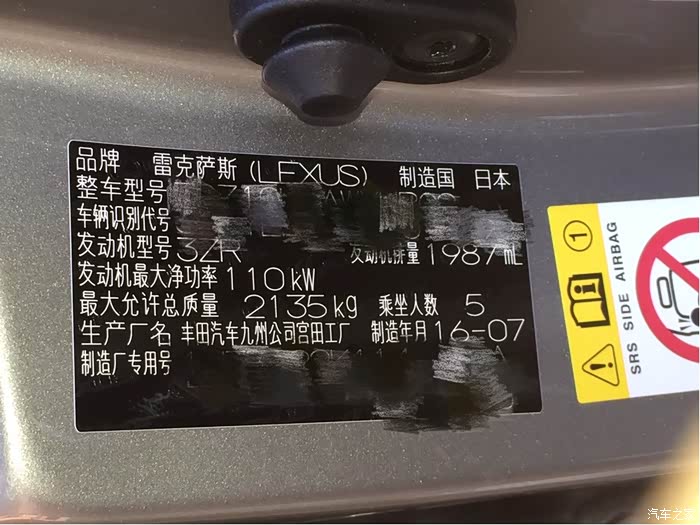 品牌 雷克萨斯(LEXUS) 制造国 日本
整车型号
车辆识别代号
发动机型号 3ZR 发动机排量 1987 mL
发动机最大净功率 110kW
最大允许总质量 2135kg 乘坐人数 5
生产厂名 丰田汽车九州公司宫田工厂 制造年月 16-07
制造厂专用号
1
SRS SIDE AIRBAG
汽车之家